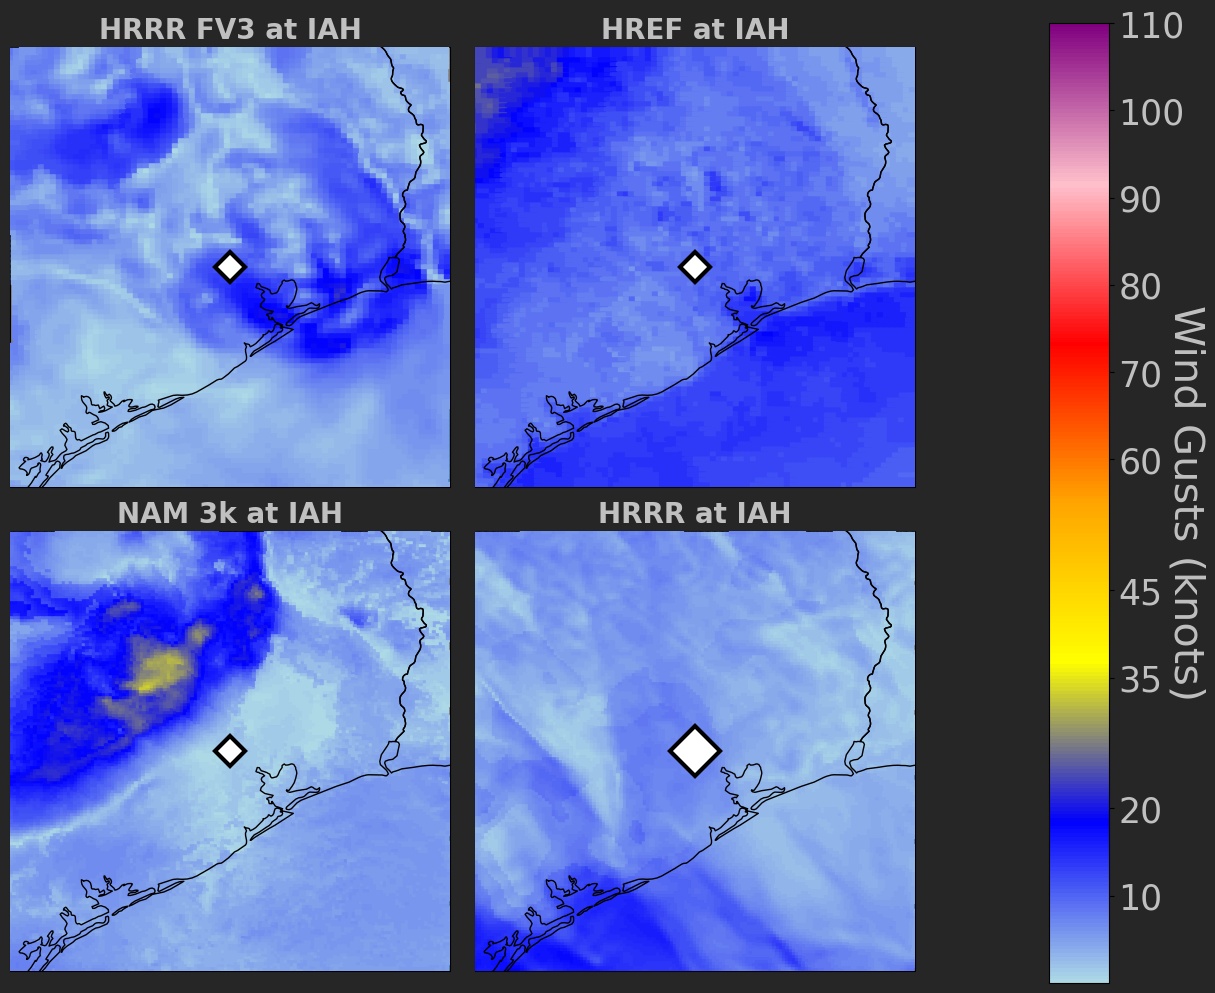 HRRR FV3 at IAH
HREF at IAH
NAM 3k at IAH
HRRR at IAH
110
100
90
80
70
60
45
35
20
10
Wind Gusts (knots)